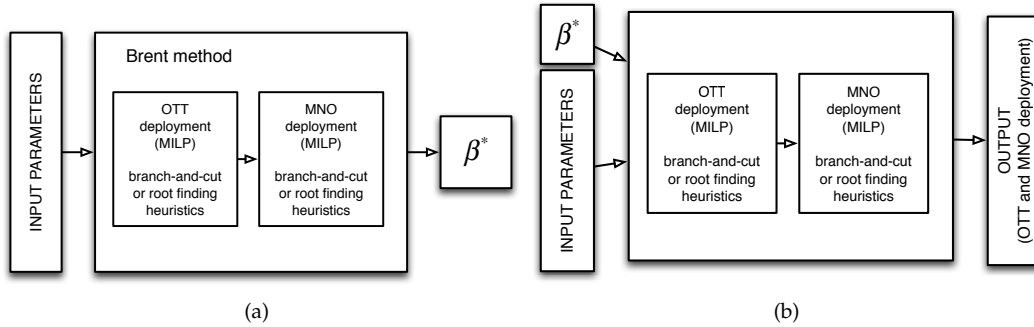 INPUT PARAMETERS
Brent method
OTT
deployment
(MILP)
branch-and-cut
or root finding
heuristics
MNO
deployment
(MILP)
branch-and-cut
or root finding
heuristics
β*
(a)
β*
INPUT PARAMETERS
OTT
deployment
(MILP)
branch-and-cut
or root finding
heuristics
MNO
deployment
(MILP)
branch-and-cut
or root finding
heuristics
OUTPUT
(OTT and MNO deployment)
(b)